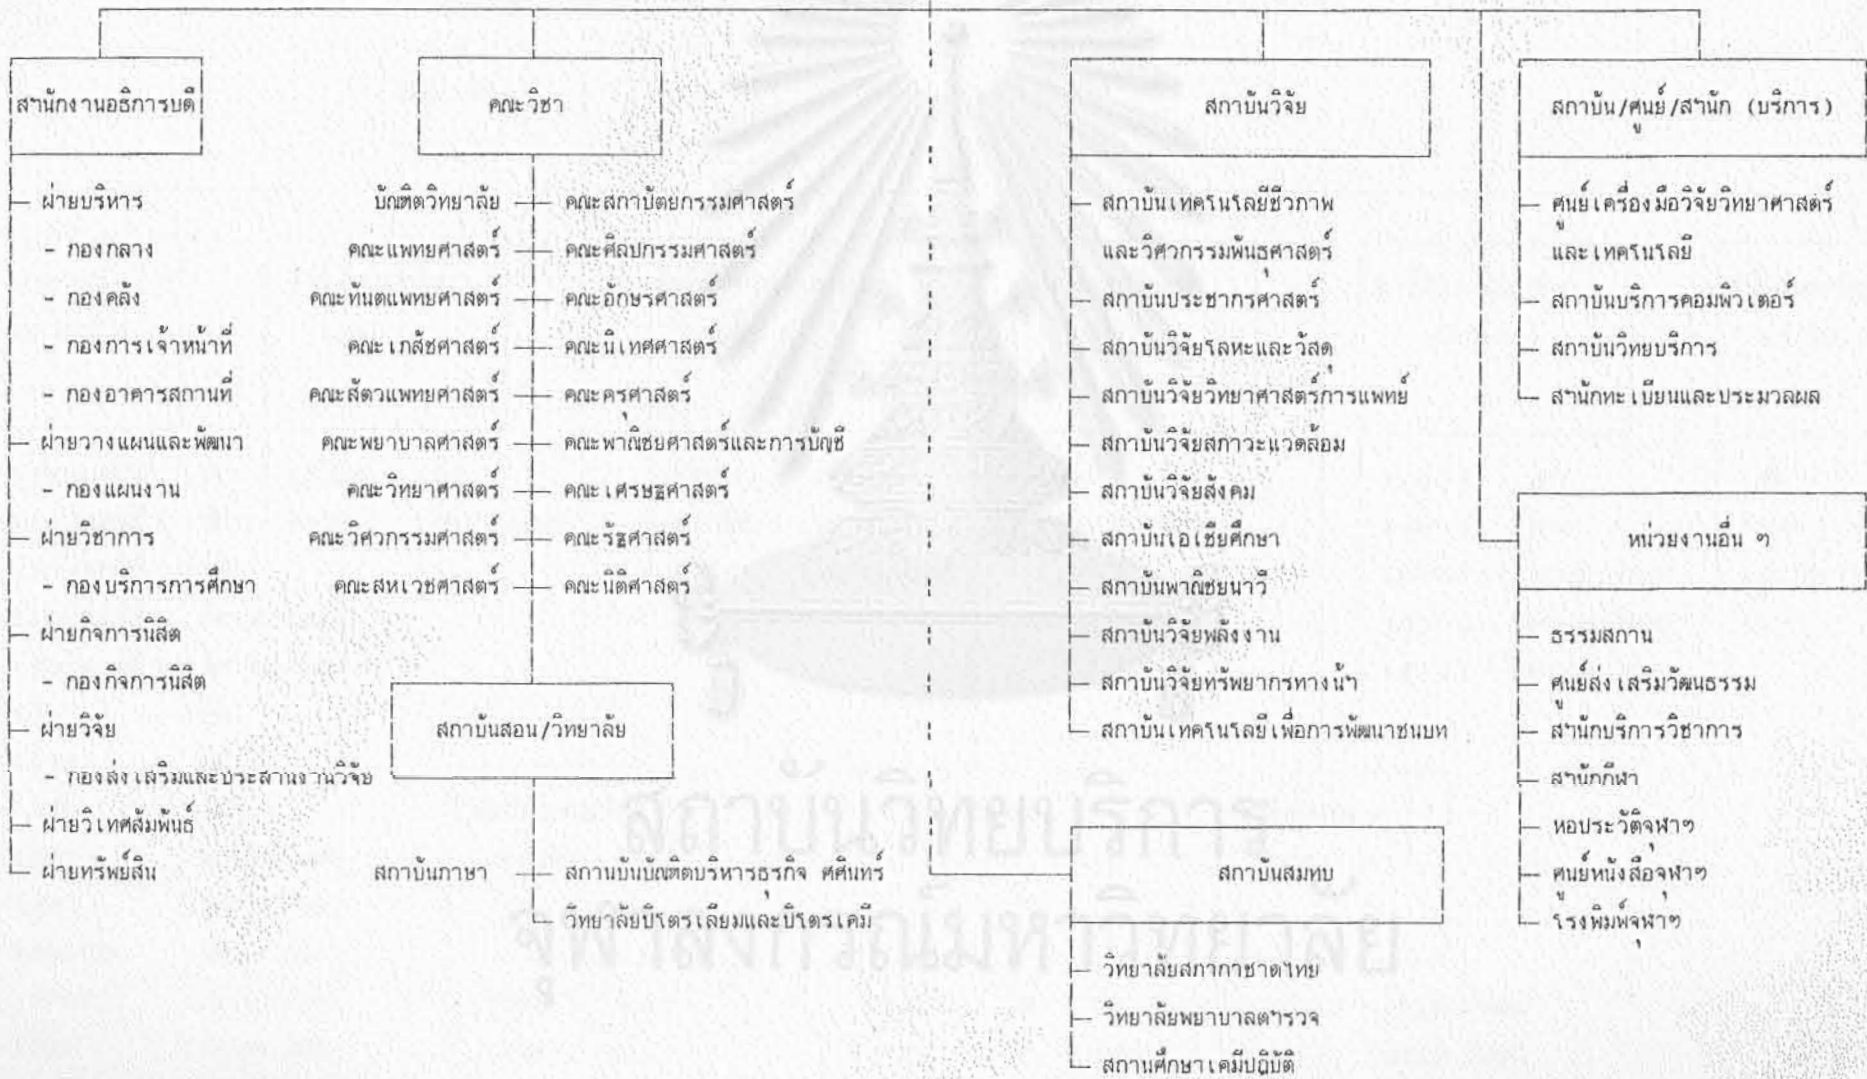 สำนักงานอธิการบดี
ฝ่ายบริหาร
- กองกลาง
- กองคลัง
- กองการเจ้าหน้าที่
- กองอาคารสถานที่
ฝ่ายวางแผนและพัฒนา
- กองแผนงาน
ฝ่ายวิชาการ
- กองบริการการศึกษา
ฝ่ายกิจการนิสิต
- กองกิจการนิสิต
ฝ่ายวิจัย
- กองส่งเสริมและประสานงานวิจัย
ฝ่ายวิเทศสัมพันธ์
ฝ่ายทรัพย์สิน
คณะวิชา
บัณฑิตวิทยาลัย
คณะแพทยศาสตร์
คณะทันตแพทยศาสตร์
คณะเภสัชศาสตร์
คณะสัตวแพทยศาสตร์
คณะพยาบาลศาสตร์
คณะวิทยาศาสตร์
คณะวิศวกรรมศาสตร์
คณะสหเวชศาสตร์
คณะสถาปัตยกรรมศาสตร์
คณะศิลปกรรมศาสตร์
คณะอักษรศาสตร์
คณะนิเทศศาสตร์
คณะครุศาสตร์
คณะพาณิชยศาสตร์และการบัญชี
คณะเศรษฐศาสตร์
คณะรัฐศาสตร์
คณะนิติศาสตร์
สถาบันสอน/วิทยาลัย
สถาบันภาษา
สถานบันบัณฑิตบริหารธุรกิจ ศศินทร์
วิทยาลัยปิโตรเลียมและปิโตรเคมี
สถาบันวิจัย
สถาบันเทคโนโลยีชีวภาพ
และวิศวกรรมพันธุศาสตร์
สถาบันประชากรศาสตร์
สถาบันวิจัยโลหะและวัสดุ
สถาบันวิจัยวิทยาศาสตร์การแพทย์
สถาบันวิจัยสภาวะแวดล้อม
สถาบันวิจัยสังคม
สถาบันเอเชียศึกษา
สถาบันพาณิชยนาวี
สถาบันวิจัยพลังงาน
สถาบันวิจัยทรัพยากรทางน้ำ
สถาบันเทคโนโลยีเพื่อการพัฒนาชนบท
สถาบันสมทบ
วิทยาลัยสภากาชาดไทย
วิทยาลัยพยาบาลตำรวจ
สถานศึกษาเคมีปฏิบัติ
สถาบัน/ศูนย์/สำนัก (บริการ)
ศูนย์เครื่องมือวิจัยวิทยาศาสตร์
และเทคโนโลยี
สถาบันบริการคอมพิวเตอร์
สถาบันวิทยบริการ
สำนักทะเบียนและประมวลผล
หน่วยงานอื่น ๆ
ธรรมสถาน
ศูนย์ส่งเสริมวัฒนธรรม
สำนักบริการวิชาการ
สำนักกีฬา
หอประวัติจุฬาฯ
ศูนย์หนังสือจุฬาฯ
โรงพิมพ์จุฬาฯ
สถาบันวิทยบริการ
จุฬาลงกรณ์มหาวิทยาลัย